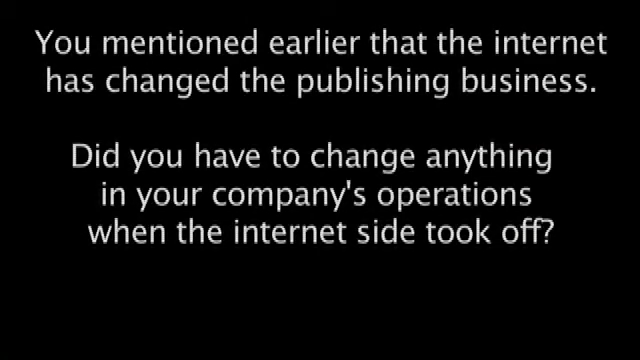 You mentioned earlier that the internet
has changed the publishing business.
Did you have to change anything
in your company's operations
when the internet side took off?